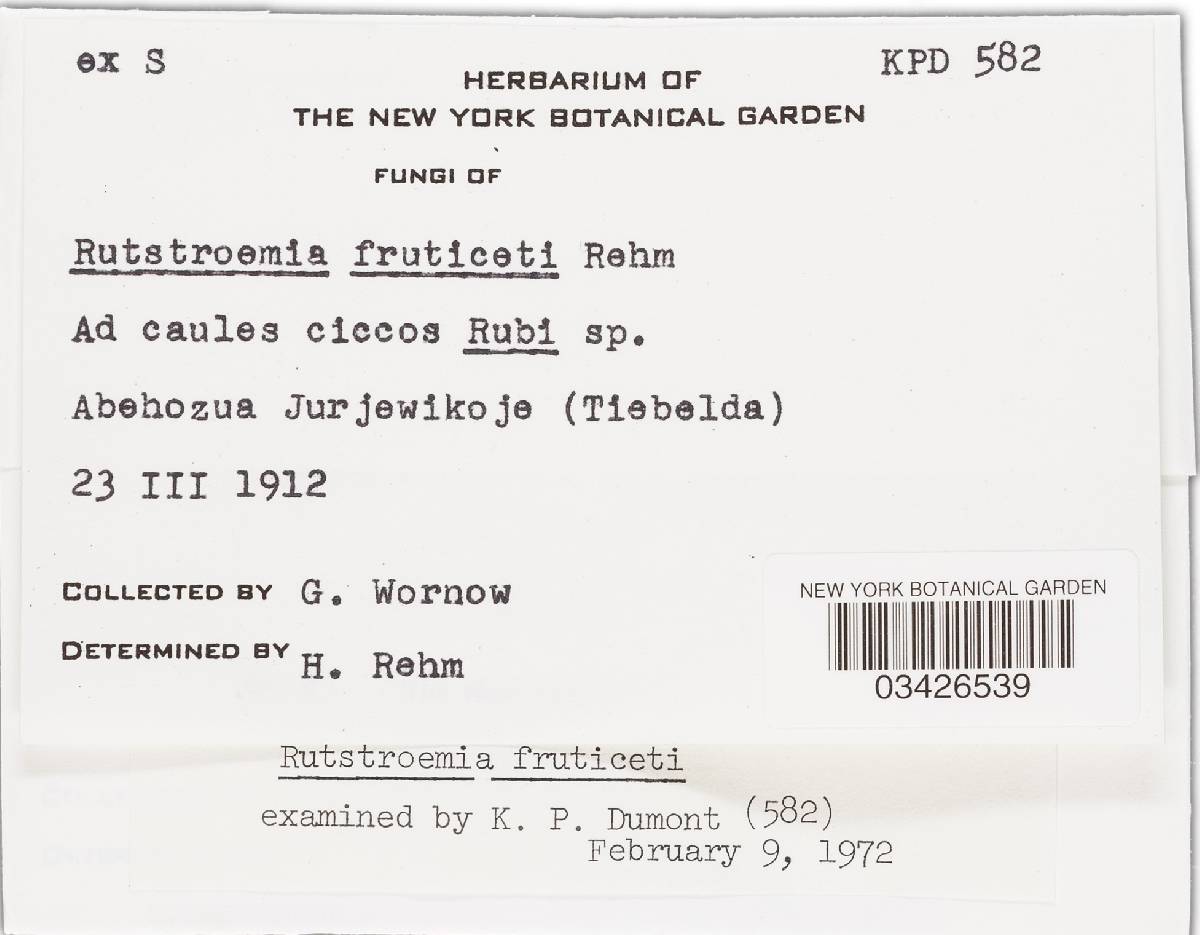 ex S
KPD 582
HERBARIUM OF
THE NEW YORK BOTANICAL GARDEN
FUNGI OF
Rutstroemia fruticeti Rehm
Ad caules ciccos Rubi sp.
Abehozua Jurjewikoje (Tiebelda)
23 III 1912
COLLECTED BY G. Wornow
DETERMINED BY H. Rehm
NEW YORK BOTANICAL GARDEN
03426539
Rutstroemia fruticeti
examined by K. P. Dumont (582)
February 9, 1972